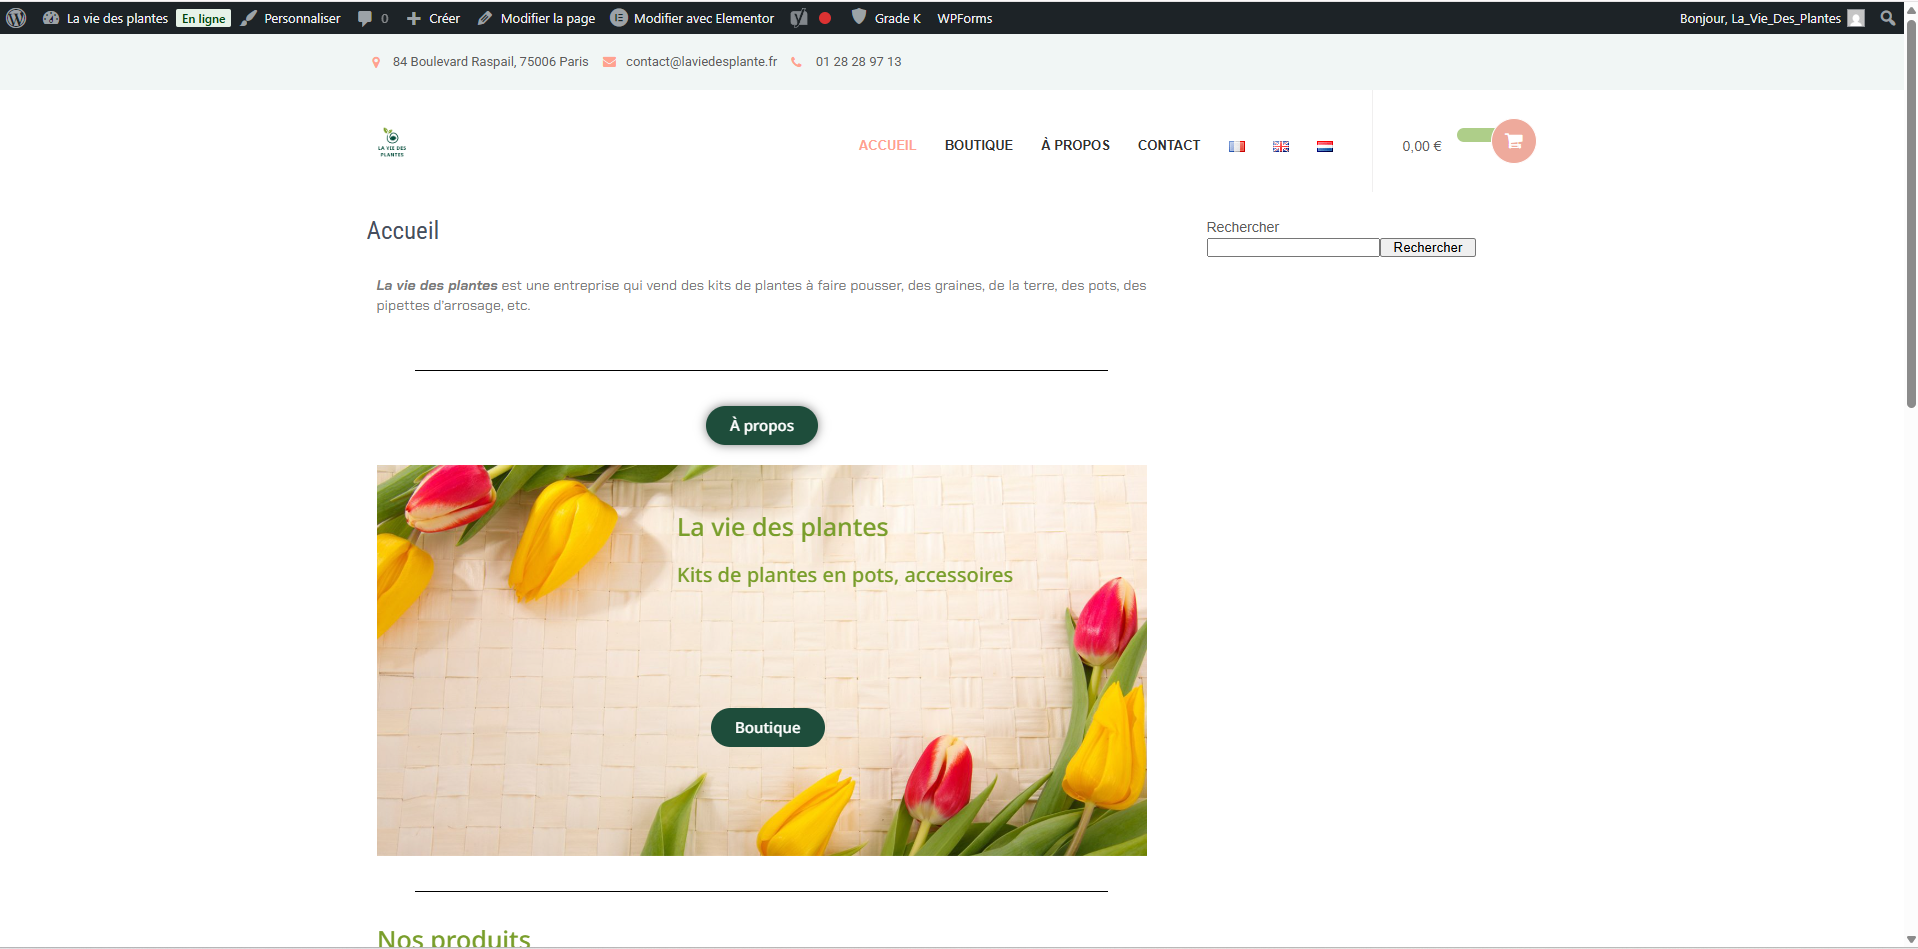 La vie des plantes En ligne Personnaliser 0 Créer Modifier la page Modifier avec Elementor Grade K WPForms Bonjour, La_Vie_Des_Plantes
84 Boulevard Raspail, 75006 Paris contact@laviedesplante.fr 01 28 28 97 13
LA VIE DES
PLANTES
ACCUEIL BOUTIQUE À PROPOS CONTACT 0,00 €
Accueil
Rechercher
Rechercher
La vie des plantes est une entreprise qui vend des kits de plantes à faire pousser, des graines, de la terre, des pots, des
pipettes d'arrosage, etc.
À propos
La vie des plantes
Kits de plantes en pots, accessoires
Boutique
Nos produits